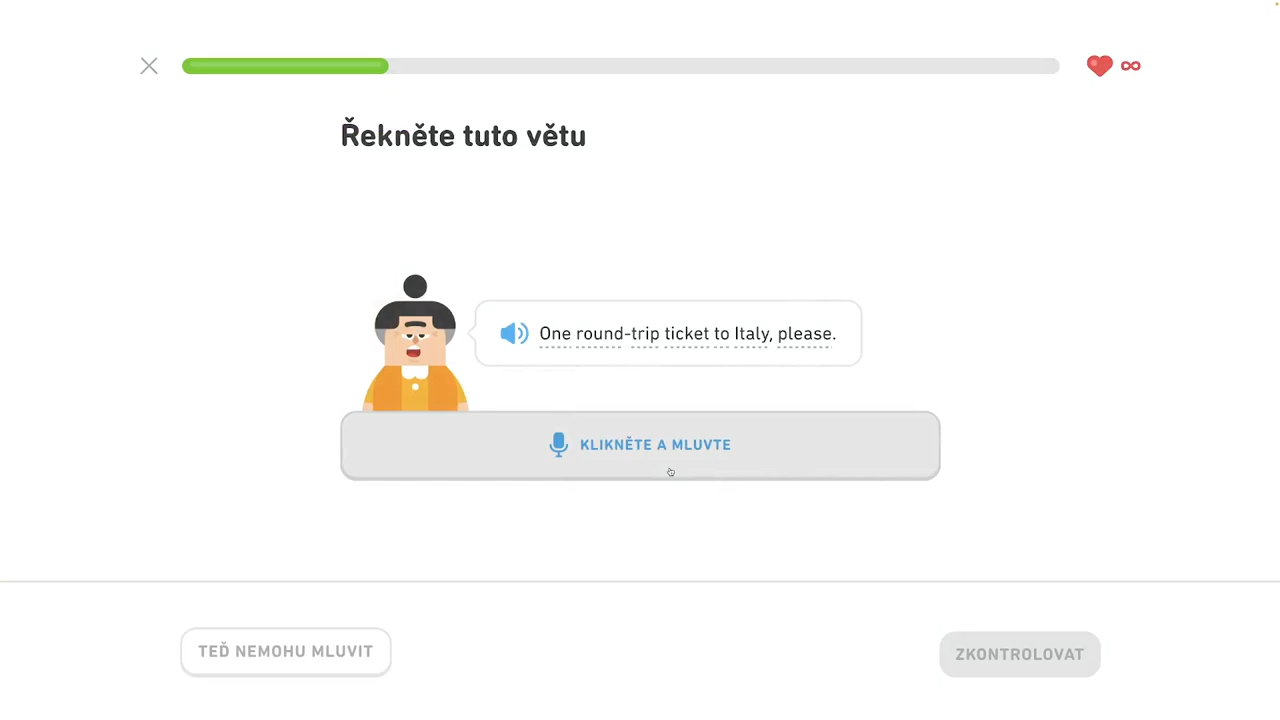 ∞
Řekněte tuto větu
One round-trip ticket to Italy, please.
KLIKNĚTE A MLUVTE
TEĎ NEMOHU MLUVIT
ZKONTROLOVAT